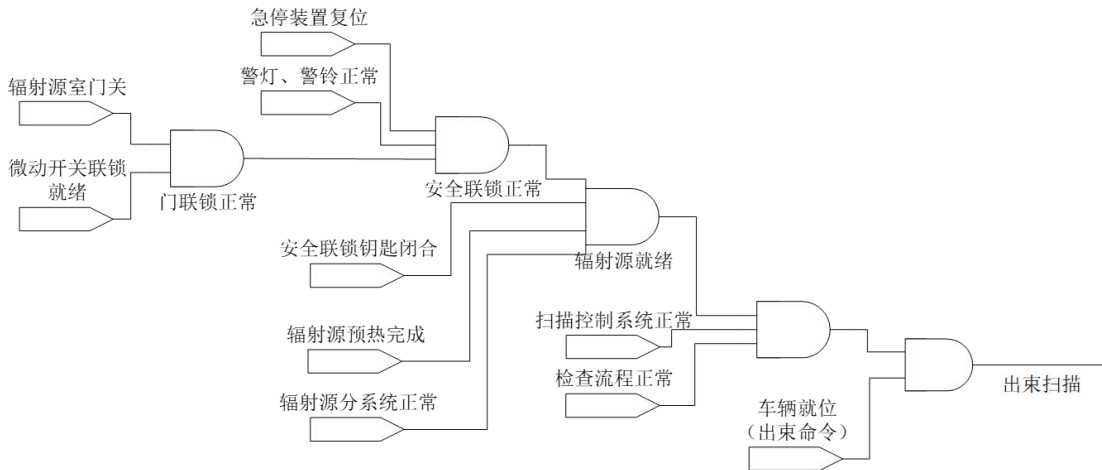 急停装置复位
警灯、警铃正常
辐射源室门关
微动开关联锁
就绪
门联锁正常
安全联锁正常
安全联锁钥匙闭合
辐射源就绪
辐射源预热完成
扫描控制系统正常
辐射源分系统正常
检查流程正常
车辆就位
（出束命令）
出束扫描